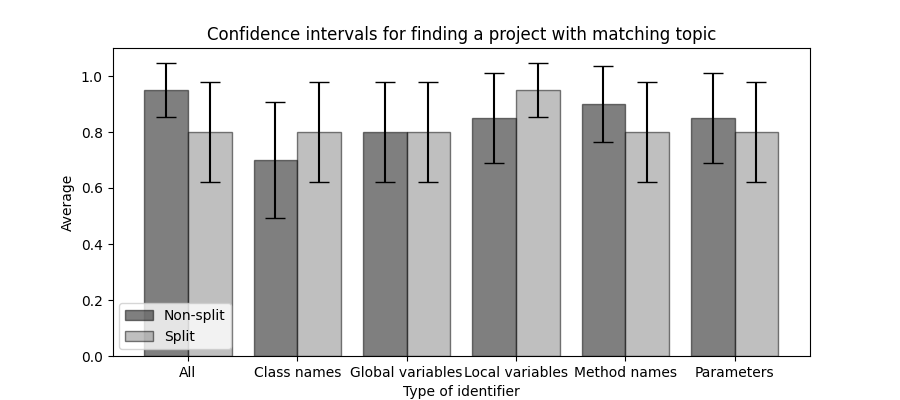 Confidence intervals for finding a project with matching topic
Average
1.0
0.8
0.6
0.4
0.2
0.0
Non-split
Split
All Class names Global variables Local variables Method names Parameters
Type of identifier